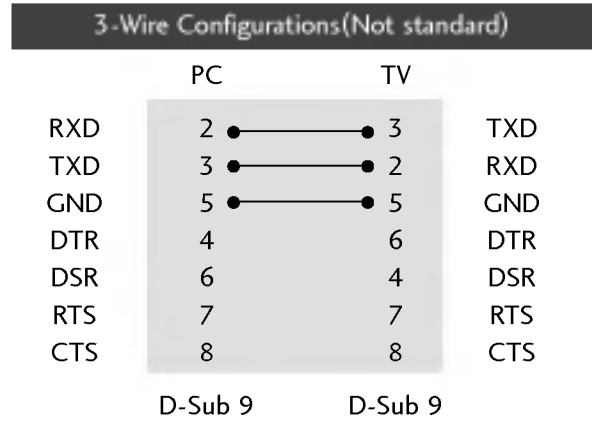 3-Wire Configurations(Not standard)
PC TV
RXD 2 3 TXD
TXD 3 2 RXD
GND 5 5 GND
DTR 4 6 DTR
DSR 6 4 DSR
RTS 7 7 RTS
CTS 8 8 CTS
D-Sub 9 D-Sub 9